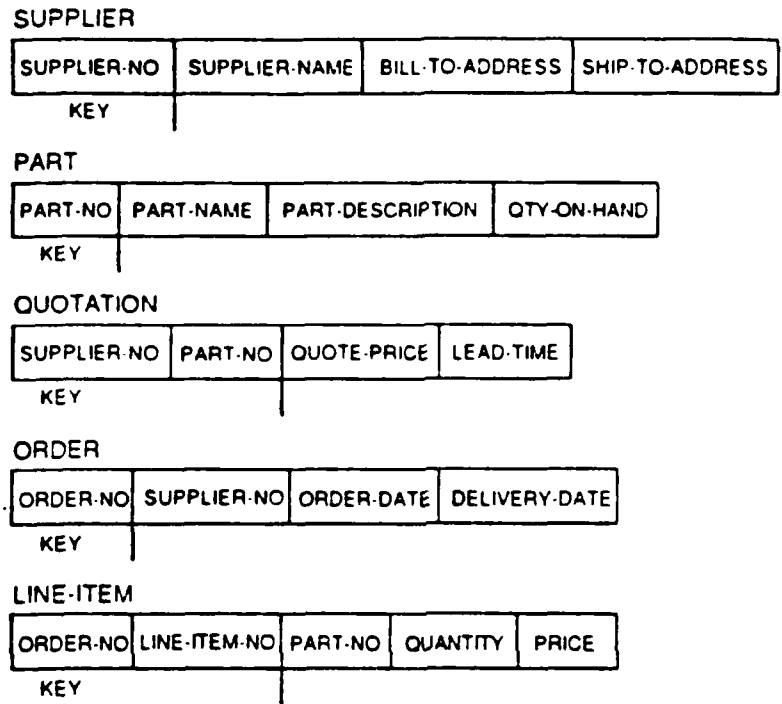 SUPPLIER
SUPPLIER-NO SUPPLIER-NAME BILL-TO-ADDRESS SHIP-TO-ADDRESS
KEY
PART
PART-NO PART-NAME PART-DESCRIPTION QTY-ON-HAND
KEY
QUOTATION
SUPPLIER-NO PART-NO QUOTE-PRICE LEAD-TIME
KEY
ORDER
ORDER-NO SUPPLIER-NO ORDER-DATE DELIVERY-DATE
KEY
LINE-ITEM
ORDER-NO LINE-ITEM-NO PART-NO QUANTITY PRICE
KEY